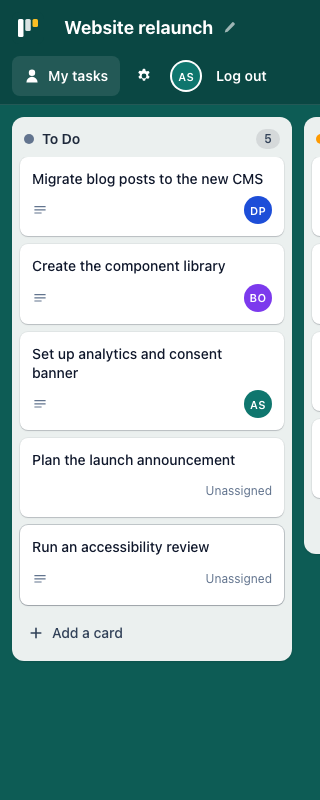 Website relaunch
My tasks
AS
Log out
To Do
5
Migrate blog posts to the new CMS
DP
Create the component library
BO
Set up analytics and consent
banner
AS
Plan the launch announcement
Unassigned
Run an accessibility review
Unassigned
Add a card